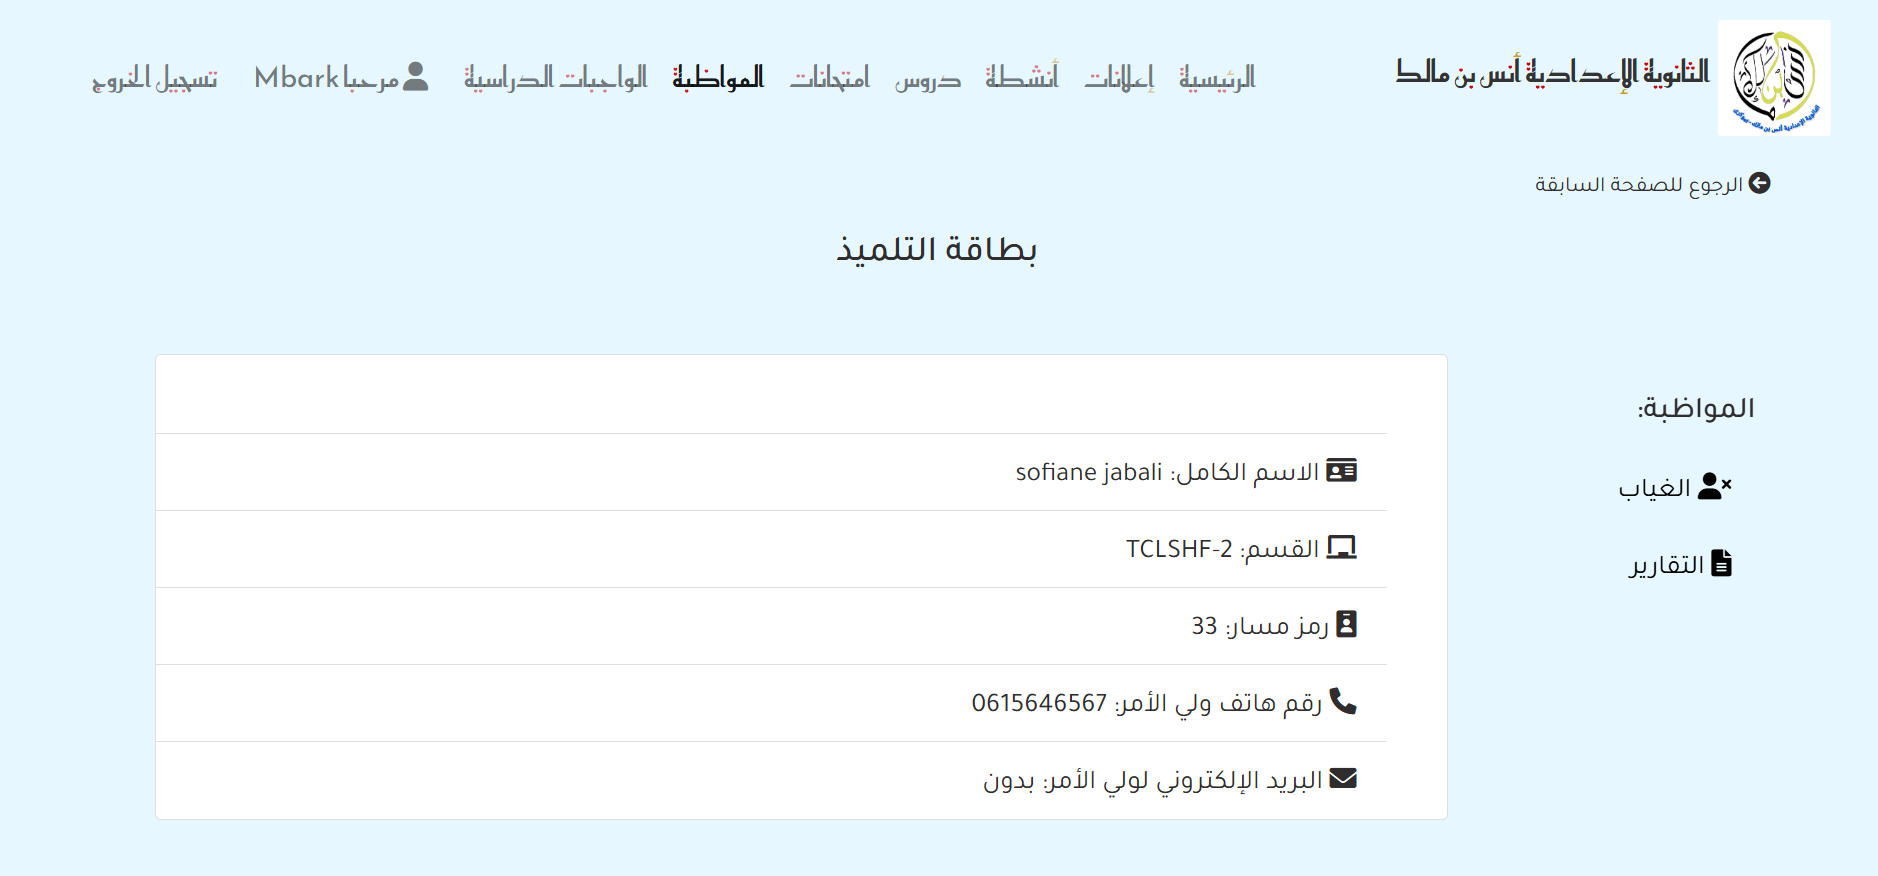 الثانوية الإعدادية أنس بن مالك
الرئيسية إعلانات أنشطة دروس امتحانات المواظبة الواجبات الدراسية مرحبا Mbark تسجيل الخروج
الرجوع للصفحة السابقة
بطاقة التلميذ
المواظبة:
الغياب
التقارير
الاسم الكامل: sofiane jabali
القسم: TCLSHF-2
رمز مسار: 33
رقم هاتف ولي الأمر: 0615646567
البريد الإلكتروني لولي الأمر: بدون